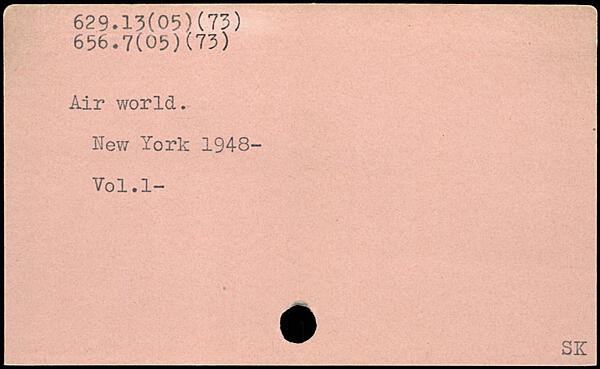 629.13(05)(73)
656.7(05)(73)
Air world.
New York 1948-
Vol.1-
SK